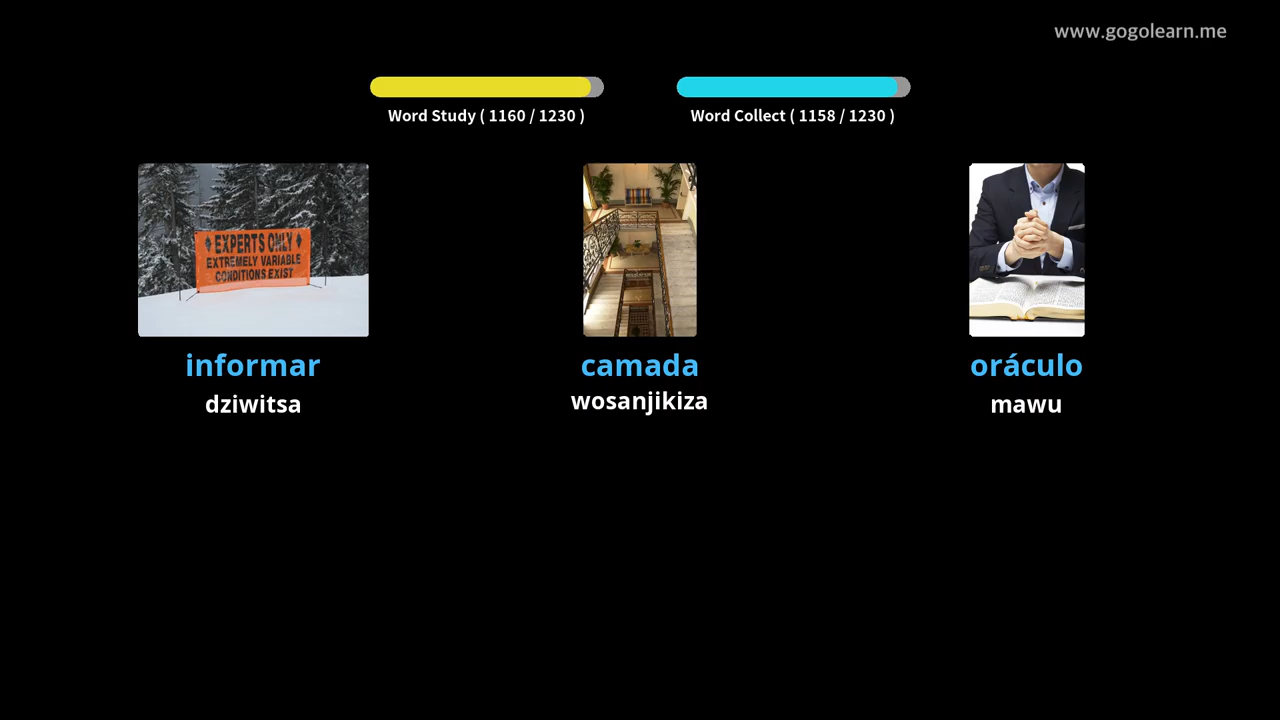 www.gogolearn.me
Word Study ( 1160 / 1230 )
Word Collect ( 1158 / 1230 )
EXPERTS ONLY
EXTREMELY VARIABLE
CONDITIONS EXIST
informar
dziwitsa
camada
wosanjikiza
oráculo
mawu